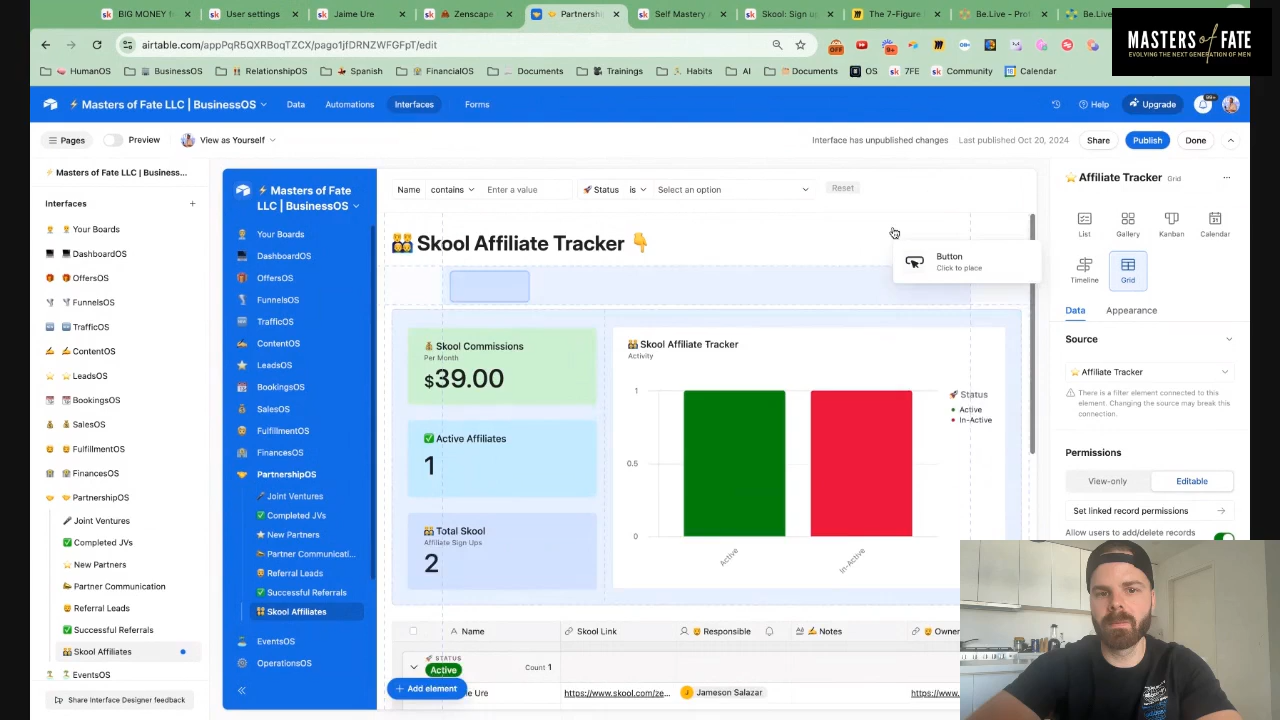 SEIGN MONEY f
Jame Sala
Zenscape
Partnership
Self Mastery
Skool: Sign up
The 7-Figure
Be.Live - Prof
Be.Live
airtable.com/appPqR5QXRBoqTZCX/pago1jfDRNZWFGFpT/edit
HumanOS
BusinessOS
RelationshipOS
Spanish
FinancialOS
Documents
Trainings
Habits
AI
Documents
OS
7FE
Community
Calendar
MASTERS of FATE
EVOLVING THE NEXT GENERATION OF MEN
Masters of Fate LLC | BusinessOS
Data
Automations
Interfaces
Forms
Help
Upgrade
99+
Pages
Preview
View as Yourself
Interface has unpublished changes
Last published Oct 20, 2024
Share
Publish
Done
Masters of Fate LLC | Business...
Interfaces
Your Boards
DashboardOS
OffersOS
FunnelsOS
TrafficOS
ContentOS
LeadsOS
BookingsOS
SalesOS
FulfillmentOS
FinancesOS
PartnershipOS
Joint Ventures
Completed JVs
New Partners
Partner Communication
Referral Leads
Successful Referrals
Skool Affiliates
EventsOS
Share Interface Designer feedback
Masters of Fate
LLC | BusinessOS
Your Boards
DashboardOS
OffersOS
FunnelsOS
TrafficOS
ContentOS
LeadsOS
BookingsOS
SalesOS
FulfillmentOS
FinancesOS
PartnershipOS
Joint Ventures
Completed JVs
New Partners
Partner Communicati...
Referral Leads
Successful Referrals
Skool Affiliates
EventsOS
OperationsOS
Name contains Enter a value Status is Select an option Reset
Skool Affiliate Tracker
Button
Click to place
Skool Commissions
Per Month
$39.00
Active Affiliates
1
Total Skool
Affiliate Sign Ups
2
Skool Affiliate Tracker
Activity
1
0.5
0
Active
In-Active
Status
Active
In-Active
Name Skool Link Responsible Notes Owner
STATUS
Active
Count 1
Add element
le Ure https://www.skool.com/ze... Jameson Salazar https://www.
Affiliate Tracker Grid
List
Gallery
Kanban
Calendar
Timeline
Grid
Data
Appearance
Source
Affiliate Tracker
There is a filter element connected to this
element. Changing the source may break this
connection.
Permissions
View-only
Editable
Set linked record permissions
Allow users to add/delete records